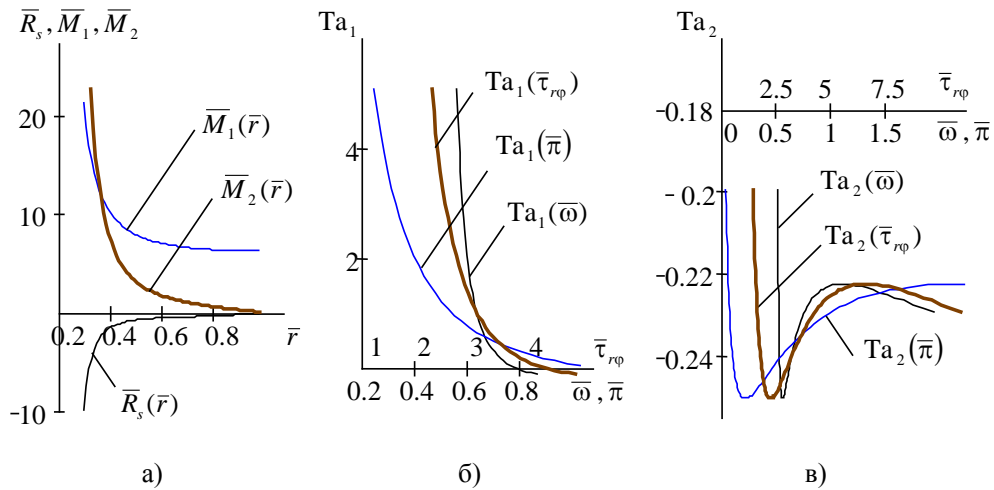 R̅ₛ, M̅₁, M̅₂
20
10
-10
0.2 0.4 0.6 0.8 r̅
M̅₁(r̅)
M̅₂(r̅)
R̅ₛ(r̅)
а)
Ta₁
4
2
Ta₁(τ̅ᵣᵩ)
Ta₁(π̅)
Ta₁(ω̅)
1 2 3 4 τ̅ᵣᵩ
0.2 0.4 0.6 0.8 ω̅, π̅
б)
Ta₂
2.5 5 7.5 τ̅ᵣᵩ
-0.18
0 0.5 1 1.5 ω̅, π̅
-0.2
-0.22
-0.24
Ta₂(ω̅)
Ta₂(τ̅ᵣᵩ)
Ta₂(π̅)
в)